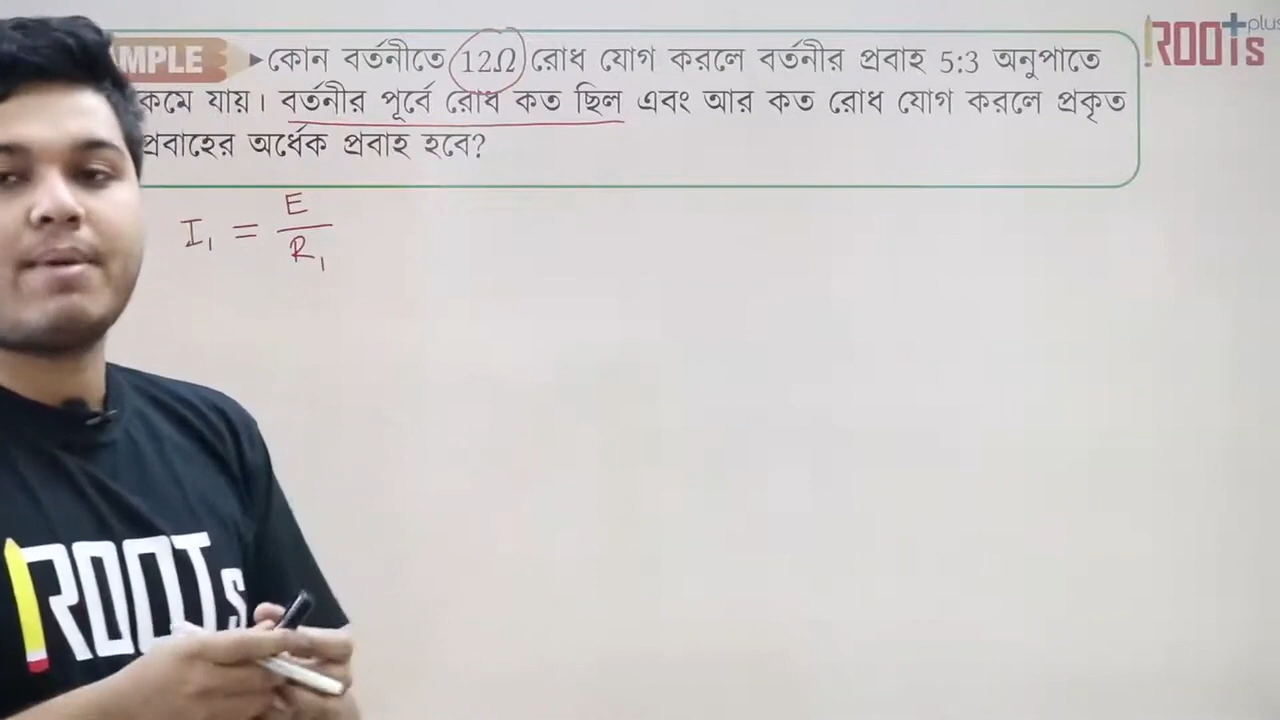 MPLE ▸কোন বর্তনীতে 12Ω রোধ যোগ করলে বর্তনীর প্রবাহ 5:3 অনুপাতে
কমে যায়। বর্তনীর পূর্বে রোধ কত ছিল এবং আর কত রোধ যোগ করলে প্রকৃত
প্রবাহের অর্ধেক প্রবাহ হবে?
I₁ = E / R₁
ROOTs +plus
ROOTs